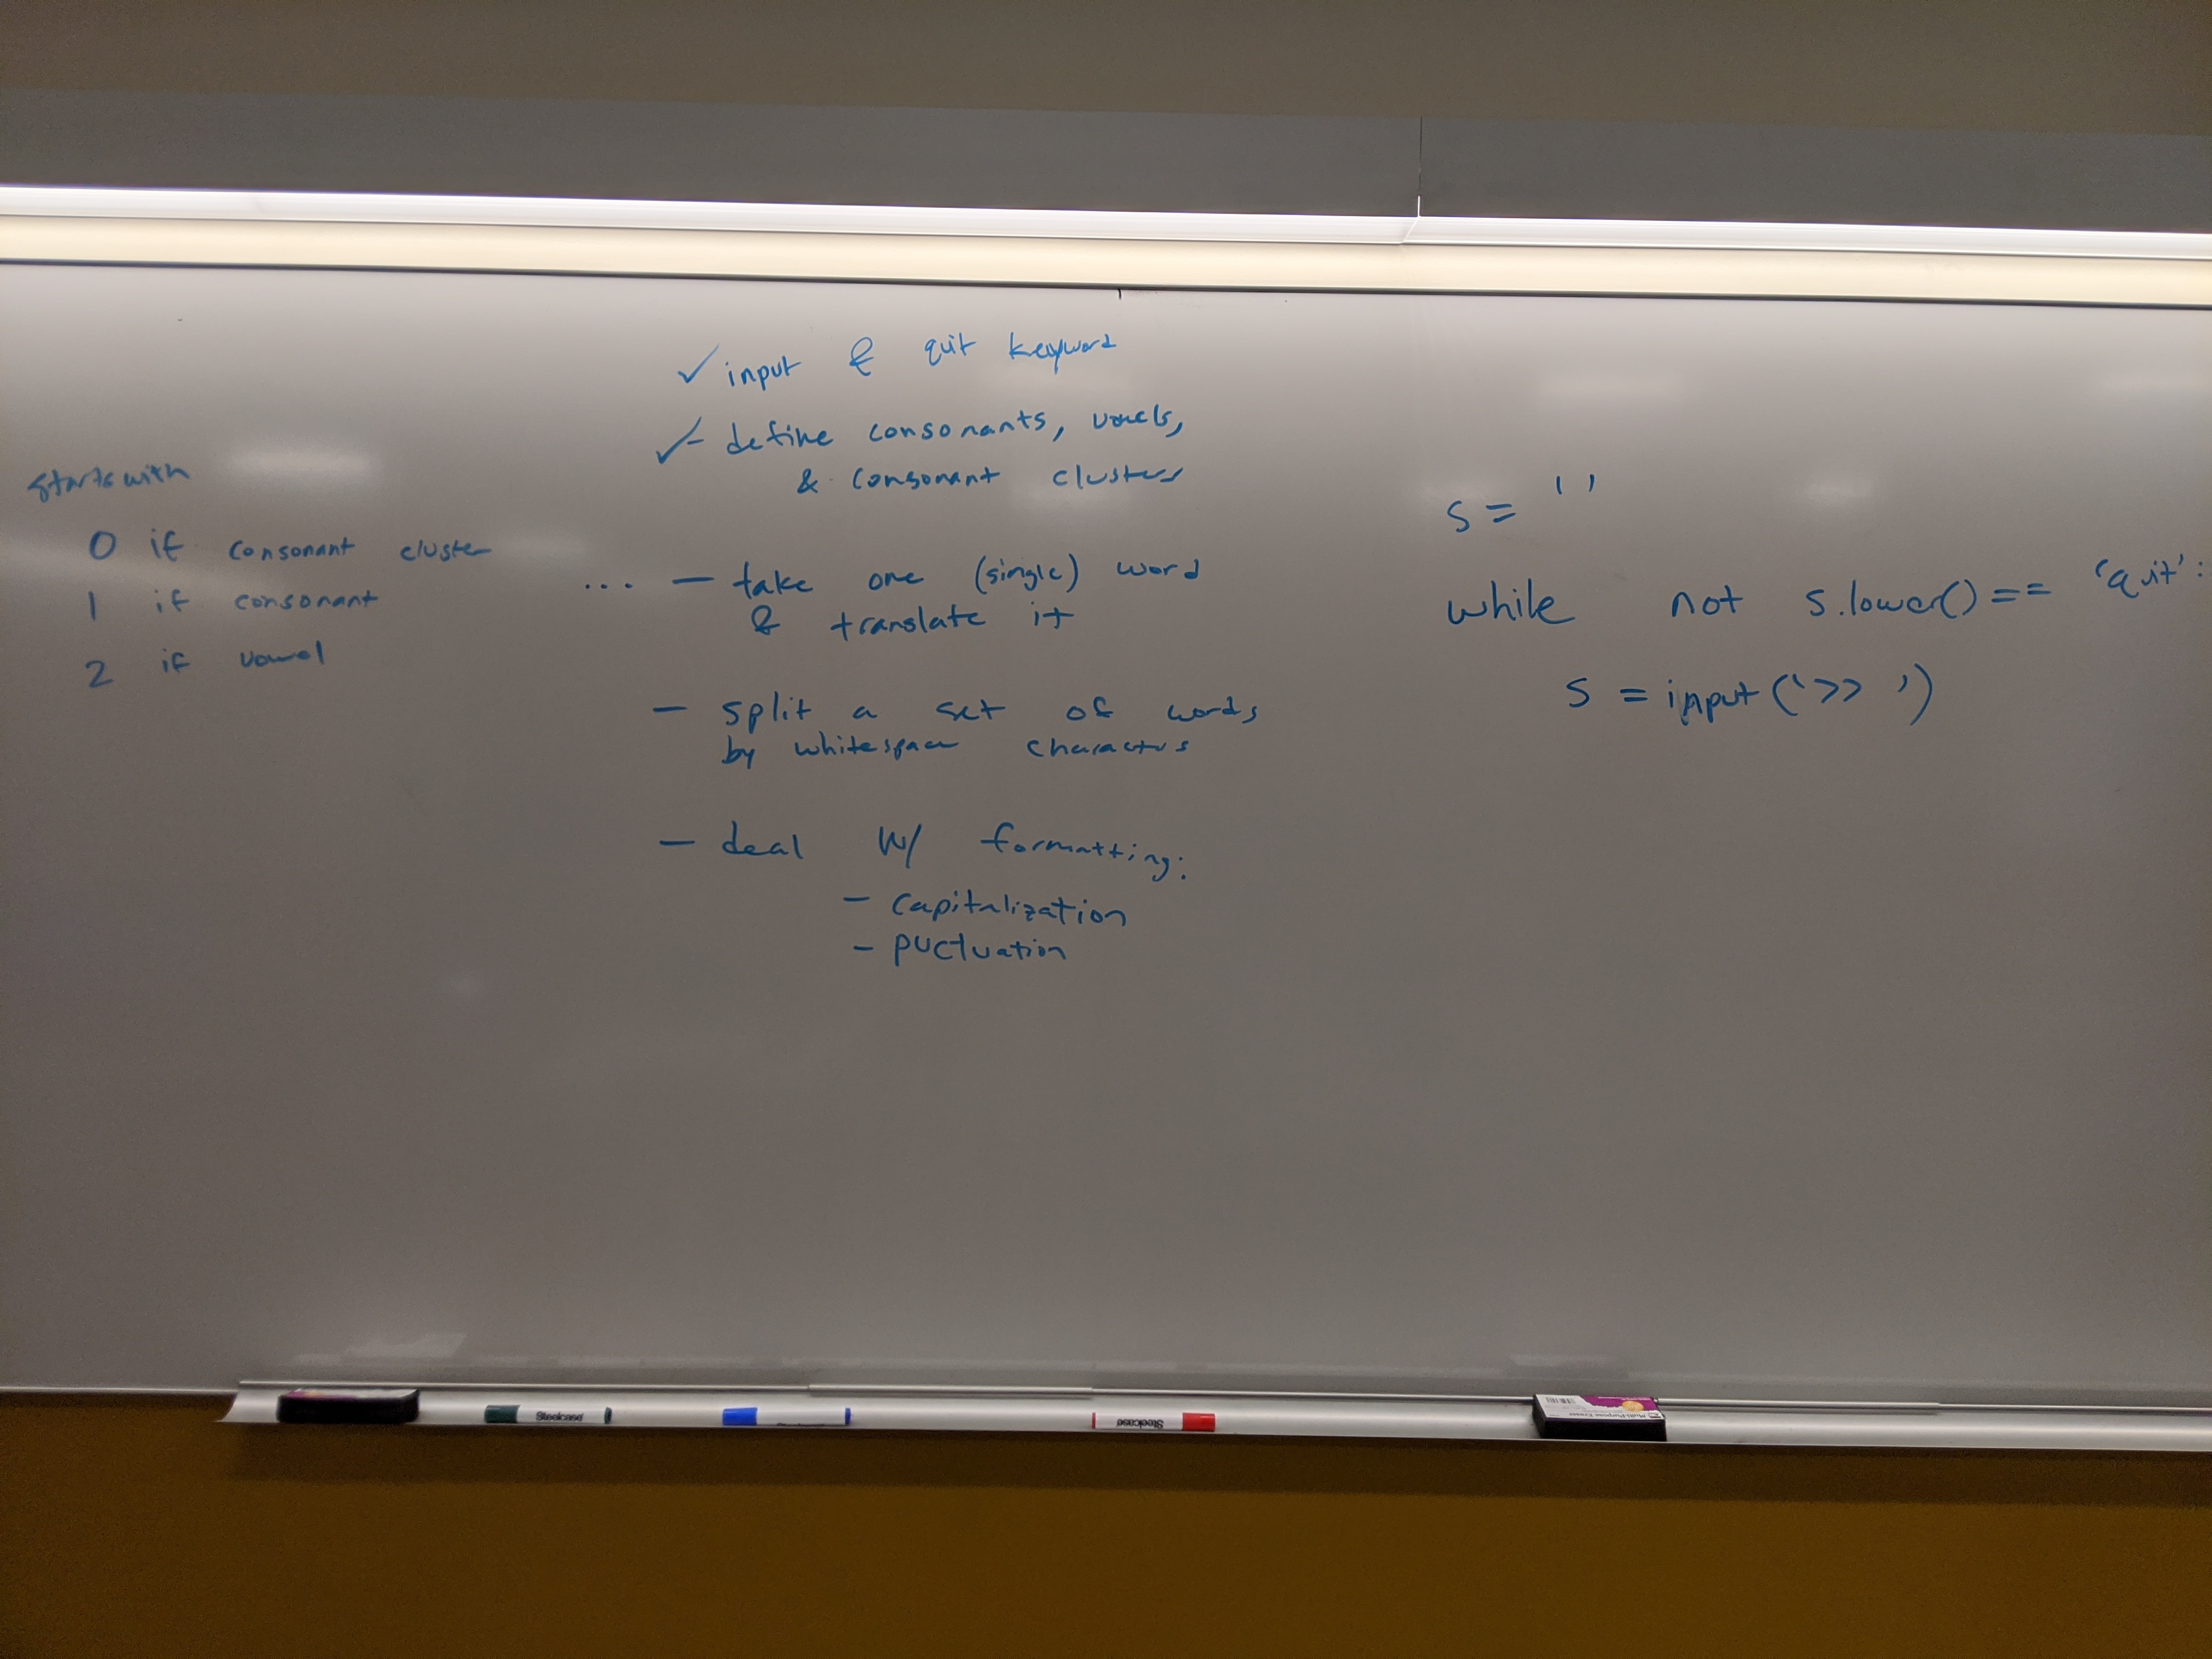 startswith
0 if consonant cluster
1 if consonant
2 if vowel
✓ input & quit keyword
✓ - define consonants, vowels,
& consonant clusters
... - take one (single) word
& translate it
- split a set of words
by whitespace characters
- deal w/ formatting:
- capitalization
- puctuation
s = ' '
while not s.lower() == 'quit':
s = input('>> ')
Steelcase
Steelcase